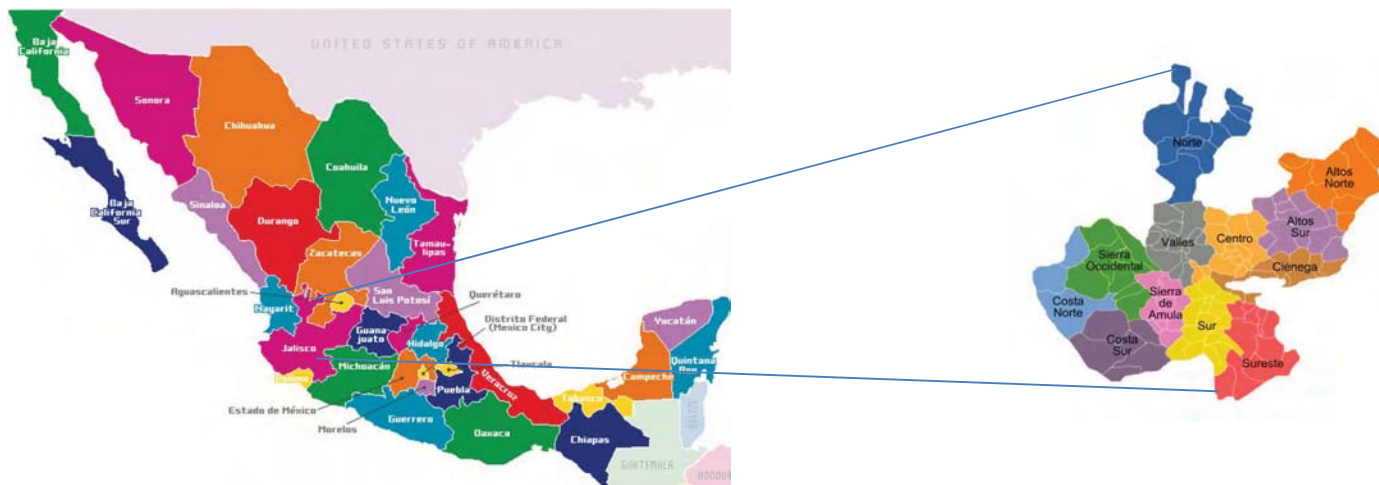 UNITED STATES OF AMERICA
Baja
California
Sonora
Chihuahua
Coahuila
Baja
California
Sur
Sinaloa
Durango
Nuevo
León
Zacatecas
Tamau-
lipas
Aguascalientes
San
Luis Potosí
Querétaro
Nayarit
Distrito Federal
(Mexico City)
Guana-
juato
Hidalgo
Jalisco
Tlaxcala
Michoacán
Yucatán
Quintana
Campeche
Colima
Puebla
Veracruz
Tabasco
Estado de México
Guerrero
Morelos
Oaxaca
Chiapas
BELIZE
GUATEMALA
HONDUR
Norte
Altos
Norte
Altos
Sur
Valles
Centro
Sierra
Occidental
Ciénega
Costa
Norte
Sierra
de
Amula
Sur
Costa
Sur
Sureste